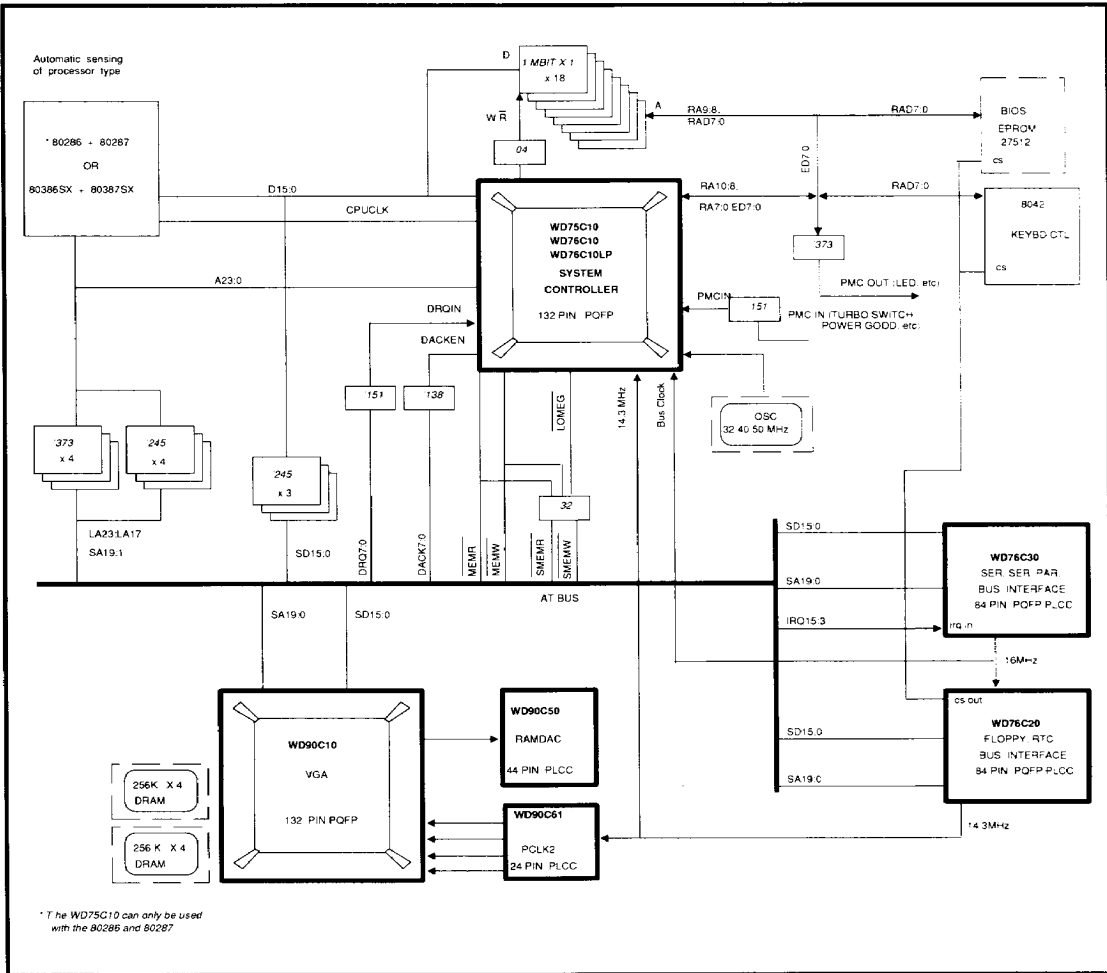 Automatic sensing
of processor type
* 80286 + 80287
OR
80386SX + 80387SX
D
1 MBIT X 1
x 18
W R
04
A
RA9:8,
RAD7:0
RAD7:0
BIOS
EPROM
27512
cs
ED7:0
D15:0
CPUCLK
RA10:8,
RA7:0 ED7:0
RAD7:0
8042
KEYBD CTL
cs
373
WD75C10
WD76C10
WD76C10LP
SYSTEM
CONTROLLER
132 PIN PQFP
A23:0
DRQIN
DACKEN
PMC OUT (LED, etc)
PMCIN
151
PMC IN (TURBO SWITCH
POWER GODD, etc)
151
138
LOMEG
14.3 MHz
Bus Clock
OSC
32 40 50 MHz
373
x 4
245
x 4
245
x 3
32
LA23:LA17
SA19:1
SD15:0
DRQ7:0
DACK7:0
MEMR
MEMW
SMEMR
SMEMW
AT BUS
SD15:0
SA19:0
IRQ15:3
WD76C30
SER, SER, PAR,
BUS INTERFACE
84 PIN PQFP PLCC
irq in
16MHz
SA19:0
SD15:0
cs out
WD76C20
FLOPPY, RTC
BUS INTERFACE
84 PIN PQFP-PLCC
SD15:0
SA19:0
14.3MHz
WD90C10
VGA
132 PIN PQFP
WD90C50
RAMDAC
44 PIN PLCC
WD90C61
PCLK2
24 PIN PLCC
256K X 4
DRAM
256 K X 4
DRAM
* T he WD75C10 can only be used
with the 80286 and 80287